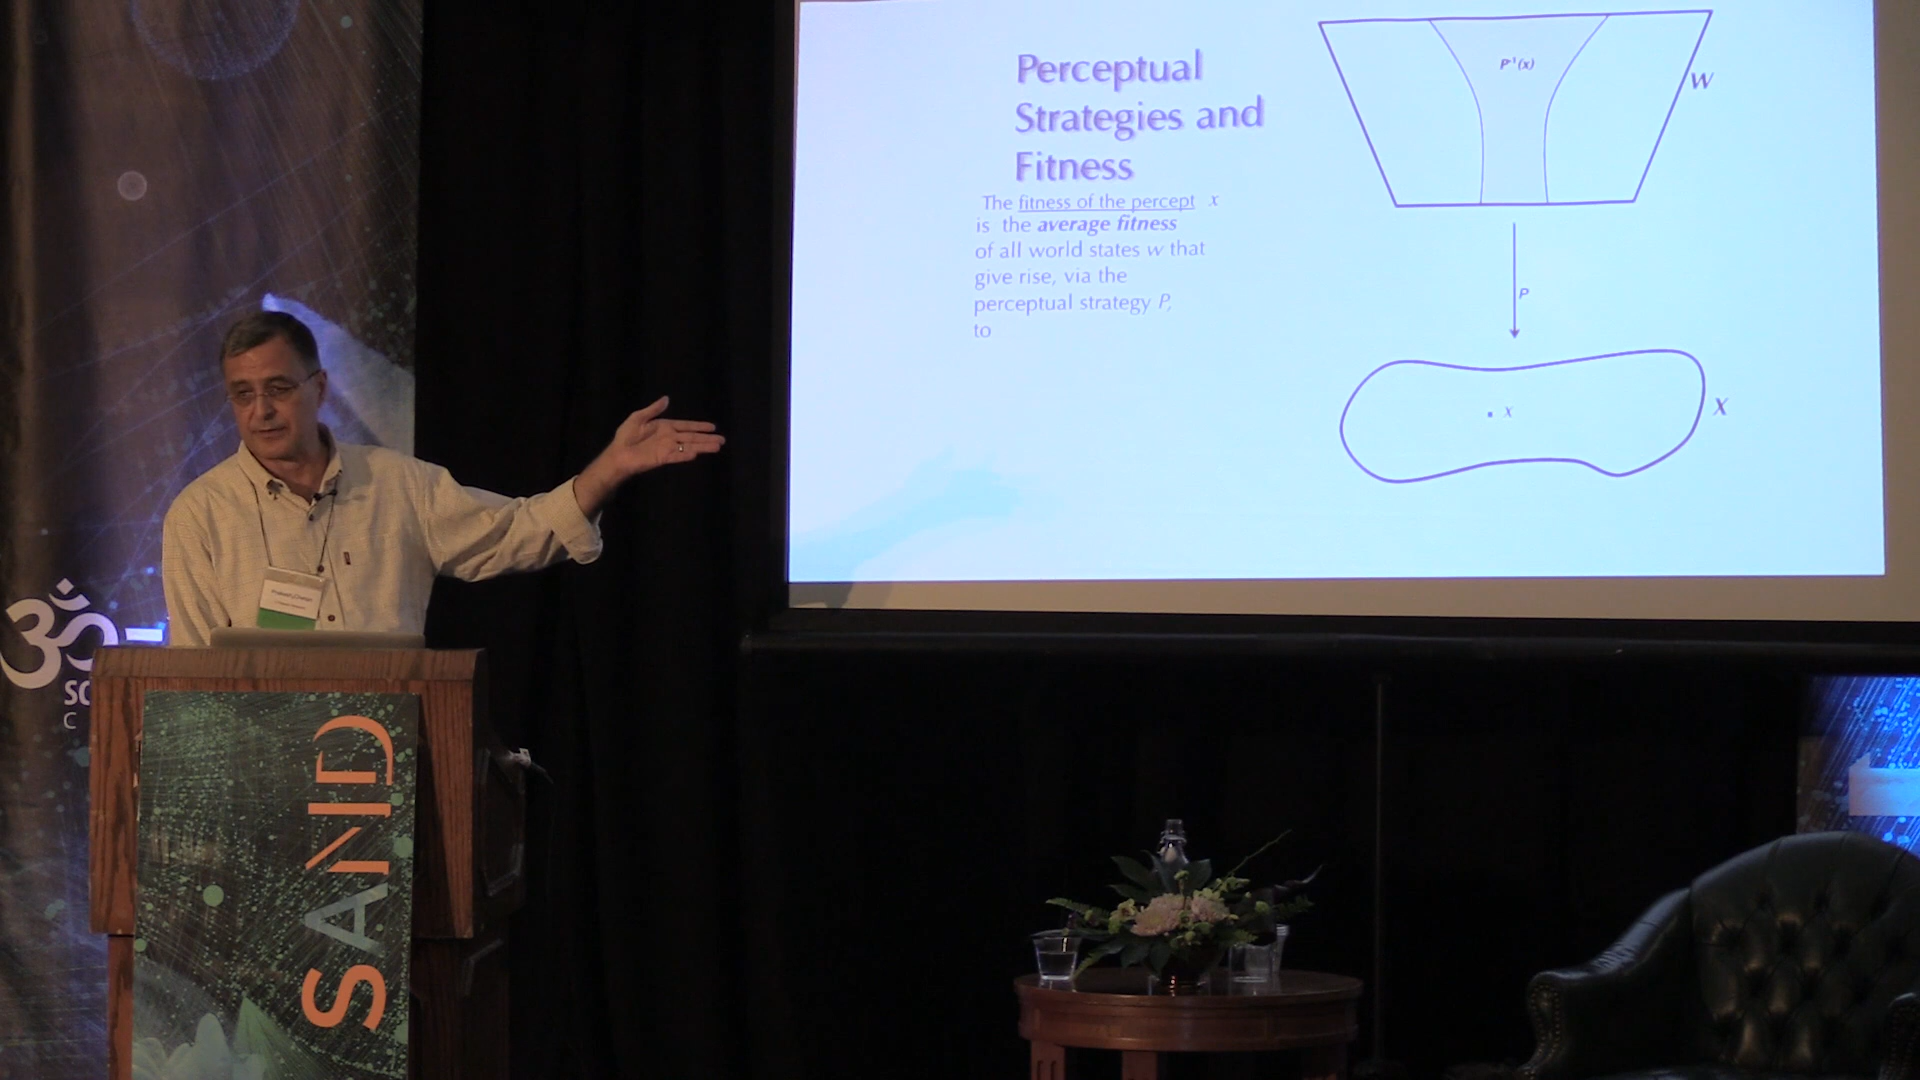 Perceptual
Strategies and
Fitness
The fitness of the percept x
is the average fitness
of all world states w that
give rise, via the
perceptual strategy P,
to
P⁻¹(x)
W
P
x
X
ॐ
SC
C
SAND